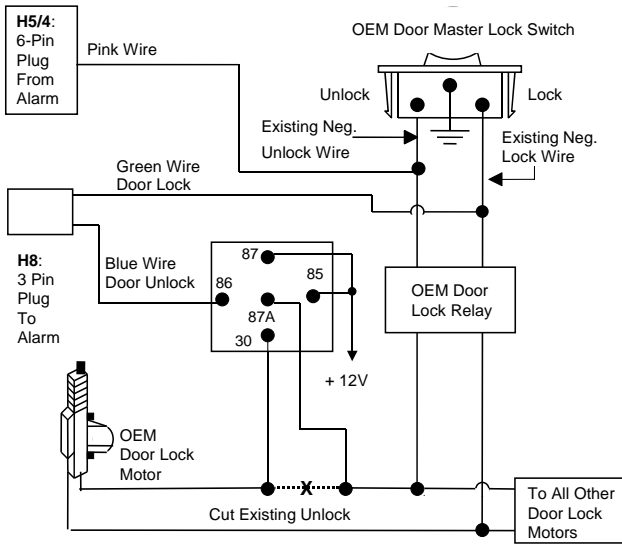 H5/4:
6-Pin
Plug
From
Alarm
Pink Wire
OEM Door Master Lock Switch
Unlock
Lock
Existing Neg.
Unlock Wire
Existing Neg.
Lock Wire
Green Wire
Door Lock
H8:
3 Pin
Plug
To
Alarm
Blue Wire
Door Unlock
87
86
85
87A
30
+ 12V
OEM Door
Lock Relay
OEM
Door Lock
Motor
X
Cut Existing Unlock
To All Other
Door Lock
Motors